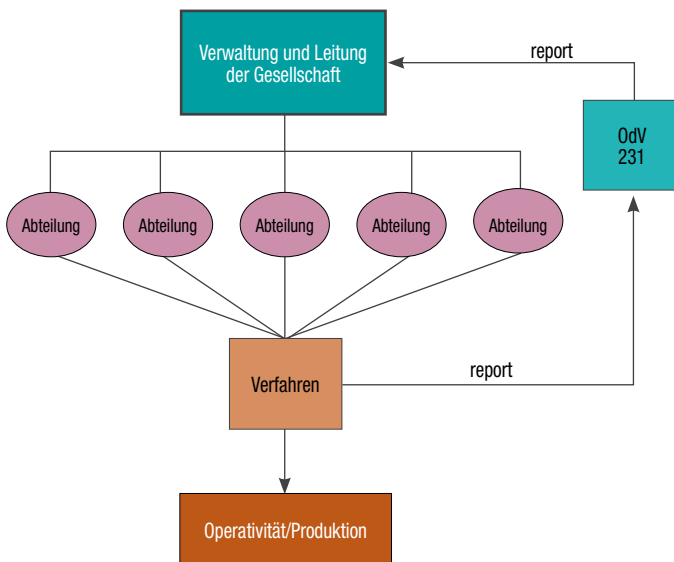 Verwaltung und Leitung
der Gesellschaft
report
OdV
231
Abteilung
Abteilung
Abteilung
Abteilung
Abteilung
Verfahren
report
Operativität/Produktion